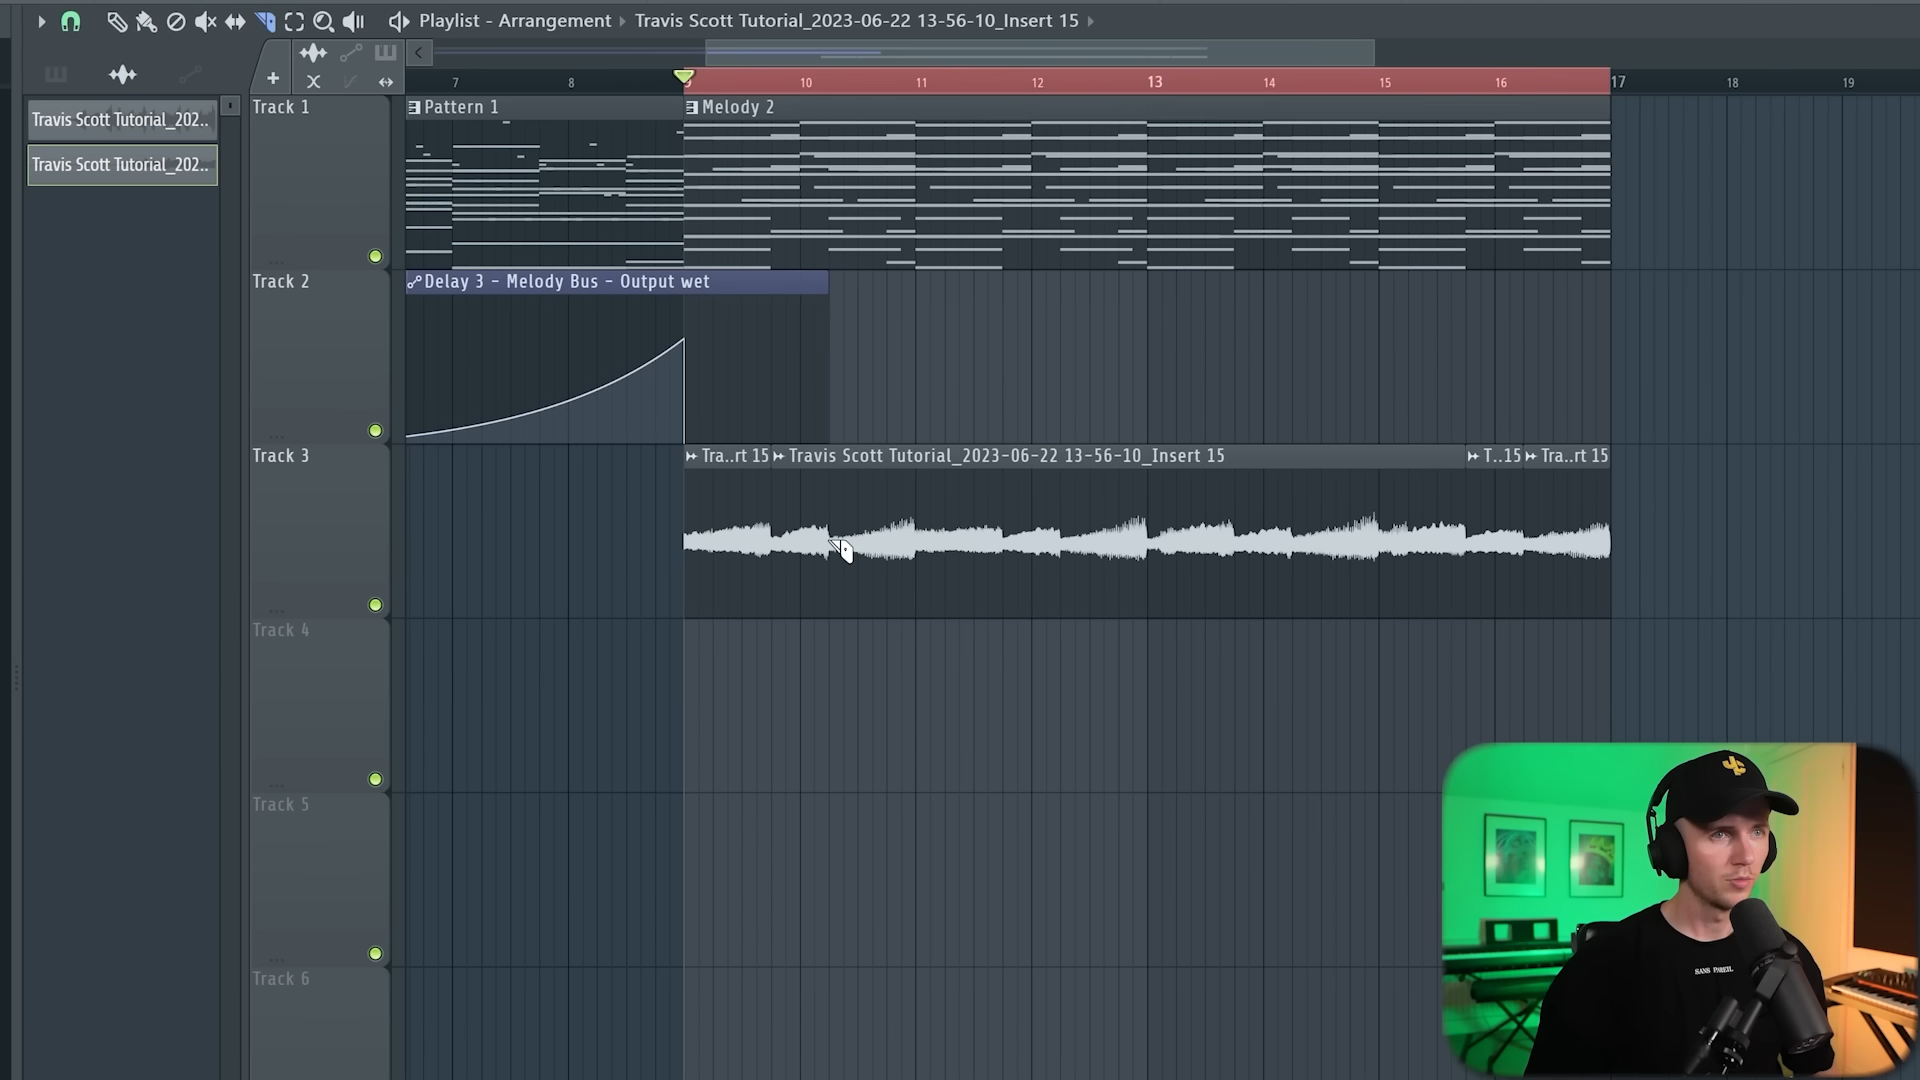 Playlist - Arrangement › Travis Scott Tutorial_2023-06-22 13-56-10_Insert 15 ›
7 8 9 10 11 12 13 14 15 16 17 18 19
Travis Scott Tutorial_202..
Travis Scott Tutorial_202..
Track 1
Pattern 1
Melody 2
Track 2
Delay 3 - Melody Bus - Output wet
Track 3
Tra..rt 15
Travis Scott Tutorial_2023-06-22 13-56-10_Insert 15
T..15
Tra..rt 15
Track 4
Track 5
Track 6
SANS PAREIL